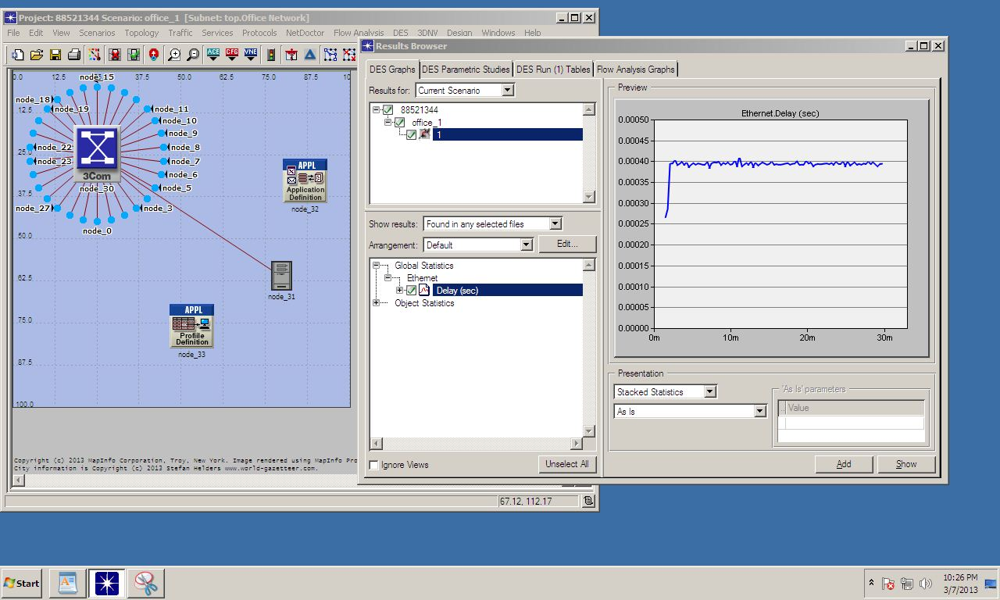 Project: 88521344 Scenario: office_1 [Subnet: top.Office Network]
File Edit View Scenarios Topology Traffic Services Protocols NetDoctor Flow Analysis DES 3DNV Design Windows Help
ACE CFG VNE
0.0 12.5 25.0 37.5 50.0 62.5 75.0 87.5 100
12.5
25.0
37.5
50.0
62.5
75.0
87.5
100.0
node_15
node_18
node_19
node_11
node_10
node_9
node_22
node_8
node_23
node_7
node_6
3Com
node_30
node_5
node_27
node_3
node_0
APPL
Application
Definition
node_32
node_31
APPL
Profile
Definition
node_33
Copyright (c) 2013 MapInfo Corporation, Troy, New York. Image rendered using MapInfo Pro
City information is Copyright (c) 2013 Stefan Helders www.world-gazetteer.com.
67.12, 112.17
Results Browser
DES Graphs DES Parametric Studies DES Run (1) Tables Flow Analysis Graphs
Results for: Current Scenario
88521344
office_1
1
Show results: Found in any selected files
Arrangement: Default Edit...
Global Statistics
Ethernet
Delay (sec)
Object Statistics
Ignore Views Unselect All
Preview
Ethernet.Delay (sec)
0.00050
0.00045
0.00040
0.00035
0.00030
0.00025
0.00020
0.00015
0.00010
0.00005
0.00000
0m 10m 20m 30m
Presentation
Stacked Statistics
As Is
'As Is' parameters
... Value
Add Show
Start
10:26 PM
3/7/2013